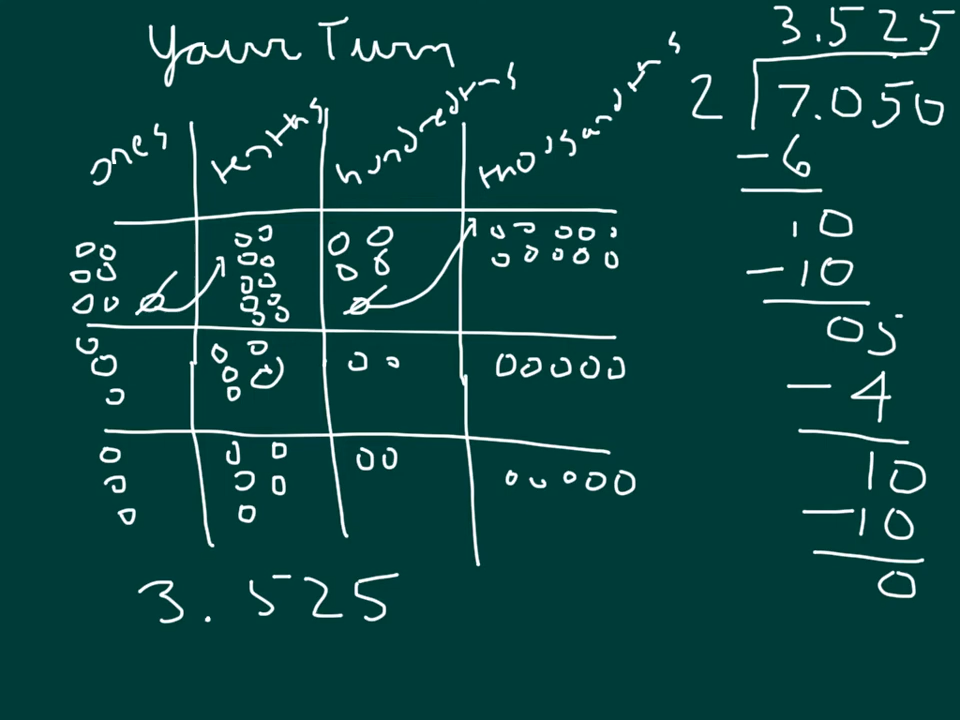 Your Turn
ones
tenths
hundredths
thousandths
3.525
3.525
2 7.050
-6
10
-10
05
-4
10
-10
0